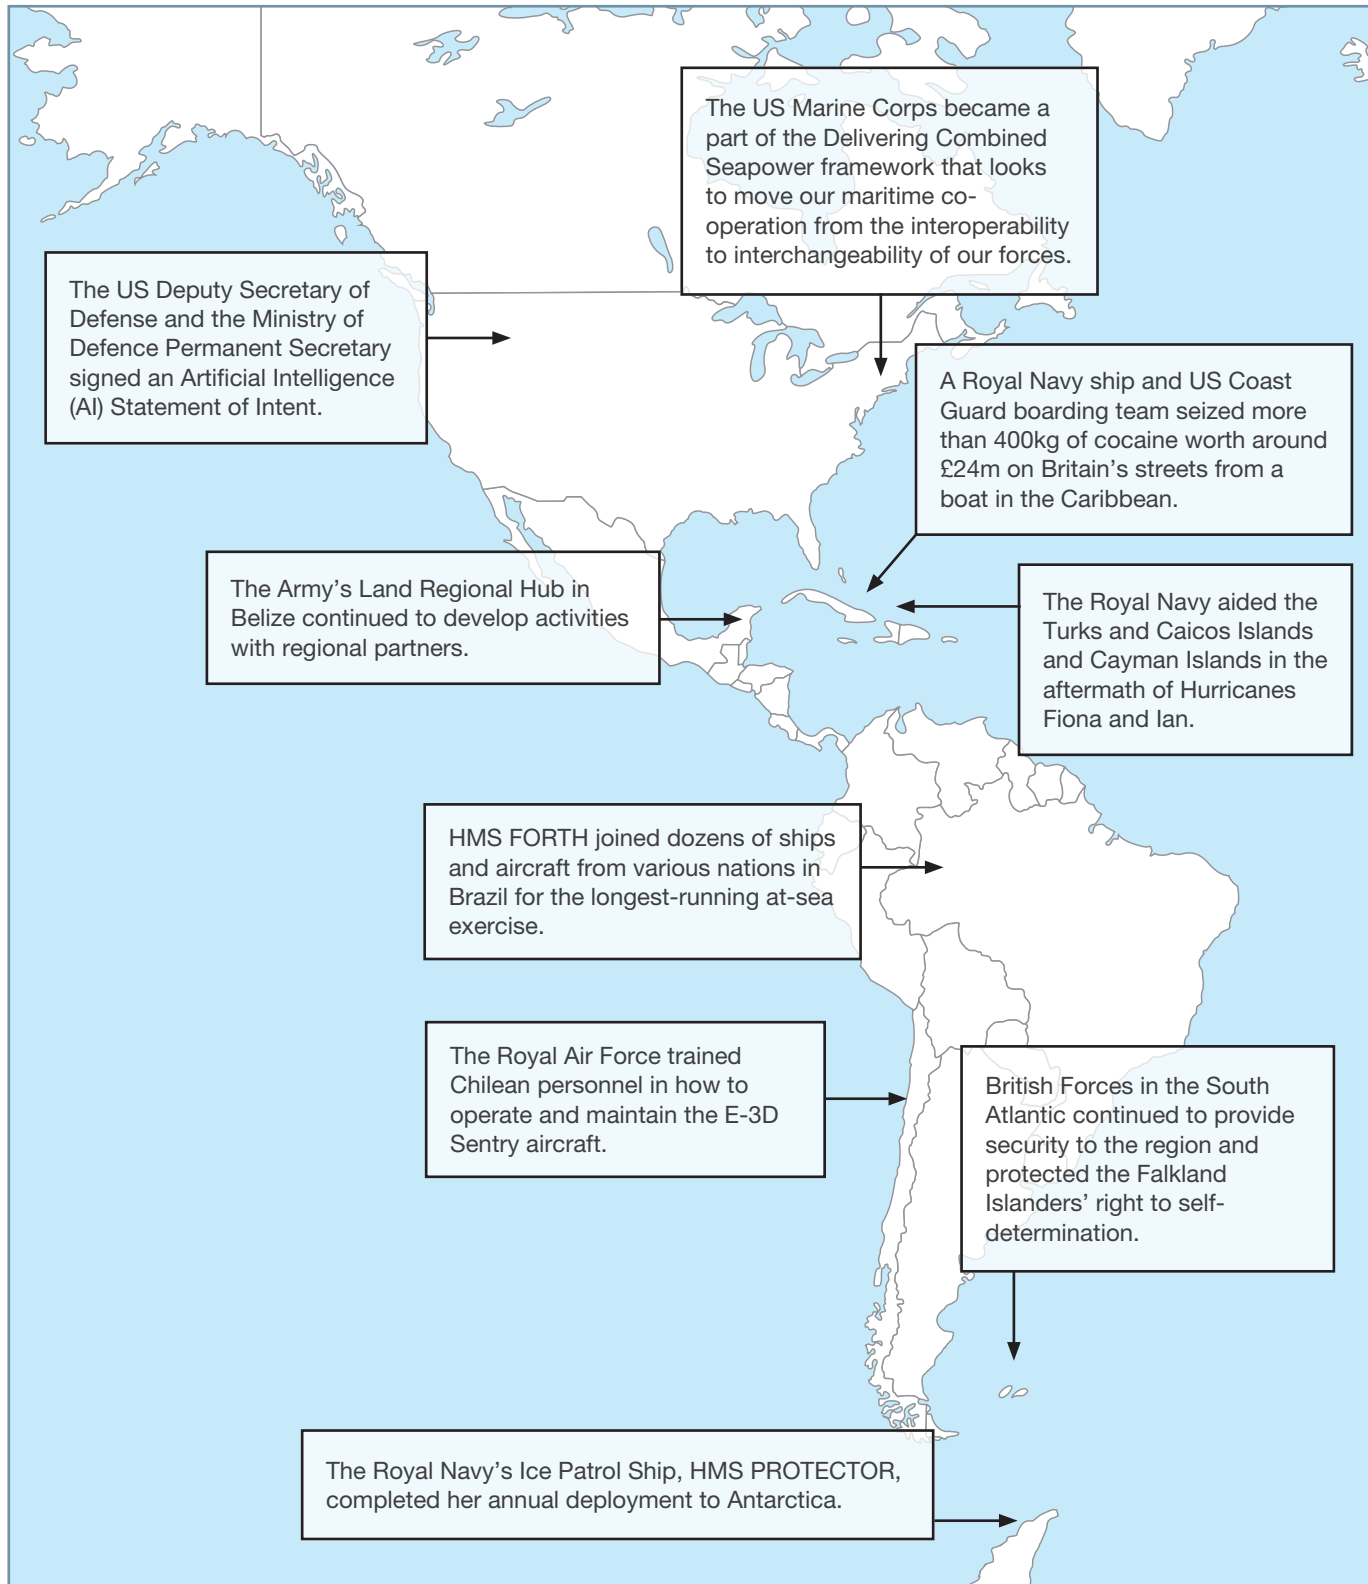 The US Marine Corps became a
part of the Delivering Combined
Seapower framework that looks
to move our maritime co-
operation from the interoperability
to interchangeability of our forces.
The US Deputy Secretary of
Defense and the Ministry of
Defence Permanent Secretary
signed an Artificial Intelligence
(AI) Statement of Intent.
A Royal Navy ship and US Coast
Guard boarding team seized more
than 400kg of cocaine worth around
£24m on Britain’s streets from a
boat in the Caribbean.
The Army’s Land Regional Hub in
Belize continued to develop activities
with regional partners.
The Royal Navy aided the
Turks and Caicos Islands
and Cayman Islands in the
aftermath of Hurricanes
Fiona and Ian.
HMS FORTH joined dozens of ships
and aircraft from various nations in
Brazil for the longest-running at-sea
exercise.
The Royal Air Force trained
Chilean personnel in how to
operate and maintain the E-3D
Sentry aircraft.
British Forces in the South
Atlantic continued to provide
security to the region and
protected the Falkland
Islanders’ right to self-
determination.
The Royal Navy’s Ice Patrol Ship, HMS PROTECTOR,
completed her annual deployment to Antarctica.